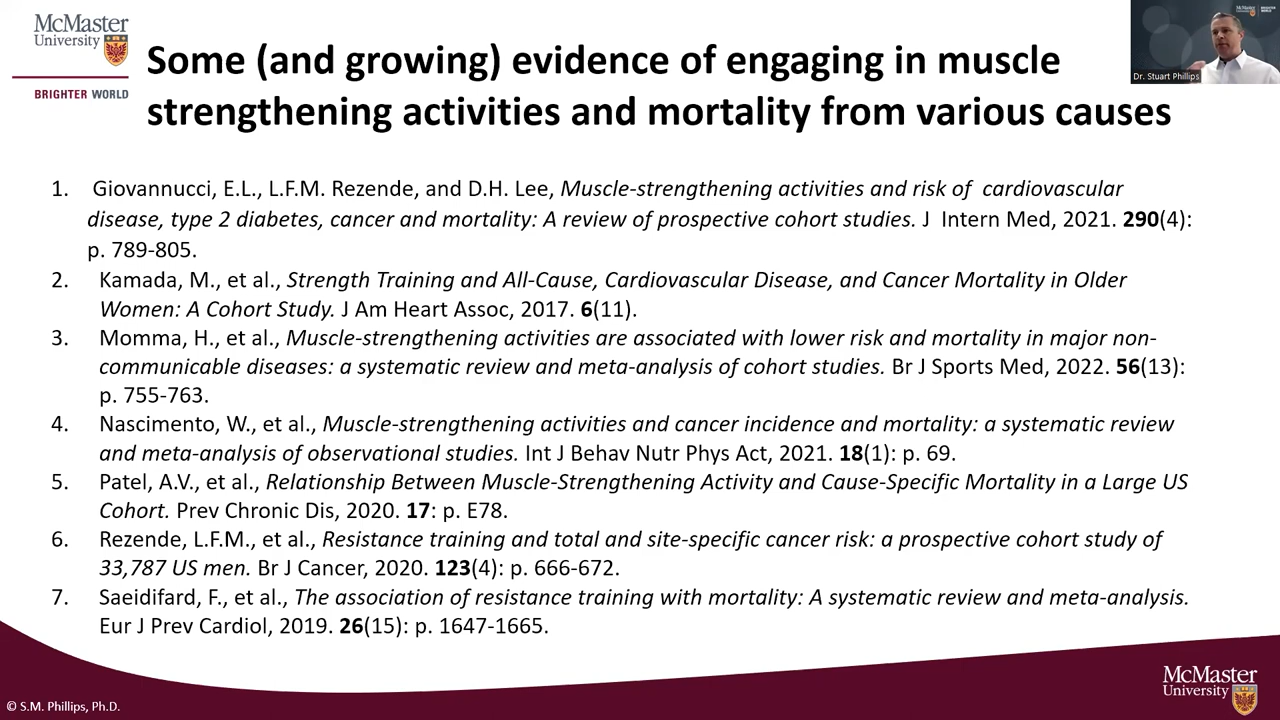 McMaster
University
BRIGHTER WORLD
Some (and growing) evidence of engaging in muscle
strengthening activities and mortality from various causes
McMaster
University
BRIGHTER
WORLD
Dr. Stuart Phillips
1. Giovannucci, E.L., L.F.M. Rezende, and D.H. Lee, Muscle-strengthening activities and risk of cardiovascular
disease, type 2 diabetes, cancer and mortality: A review of prospective cohort studies. J Intern Med, 2021. 290(4):
p. 789-805.
2. Kamada, M., et al., Strength Training and All-Cause, Cardiovascular Disease, and Cancer Mortality in Older
Women: A Cohort Study. J Am Heart Assoc, 2017. 6(11).
3. Momma, H., et al., Muscle-strengthening activities are associated with lower risk and mortality in major non-
communicable diseases: a systematic review and meta-analysis of cohort studies. Br J Sports Med, 2022. 56(13):
p. 755-763.
4. Nascimento, W., et al., Muscle-strengthening activities and cancer incidence and mortality: a systematic review
and meta-analysis of observational studies. Int J Behav Nutr Phys Act, 2021. 18(1): p. 69.
5. Patel, A.V., et al., Relationship Between Muscle-Strengthening Activity and Cause-Specific Mortality in a Large US
Cohort. Prev Chronic Dis, 2020. 17: p. E78.
6. Rezende, L.F.M., et al., Resistance training and total and site-specific cancer risk: a prospective cohort study of
33,787 US men. Br J Cancer, 2020. 123(4): p. 666-672.
7. Saeidifard, F., et al., The association of resistance training with mortality: A systematic review and meta-analysis.
Eur J Prev Cardiol, 2019. 26(15): p. 1647-1665.
McMaster
University
© S.M. Phillips, Ph.D.